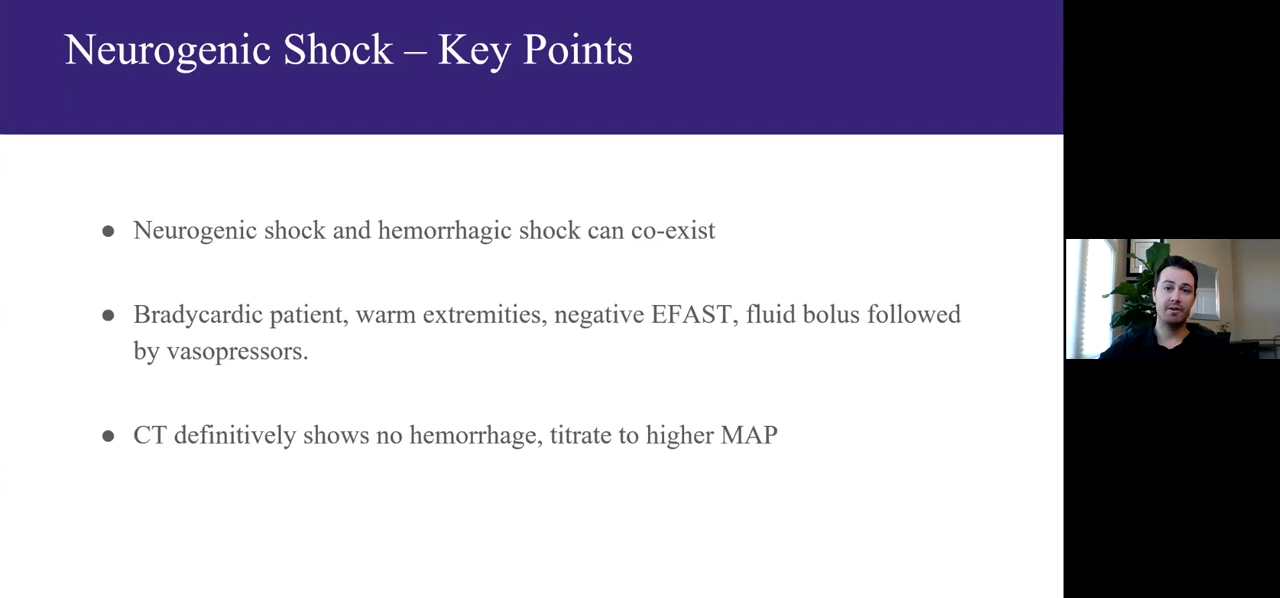 Neurogenic Shock – Key Points
● Neurogenic shock and hemorrhagic shock can co-exist
● Bradycardic patient, warm extremities, negative EFAST, fluid bolus followed
by vasopressors.
● CT definitively shows no hemorrhage, titrate to higher MAP